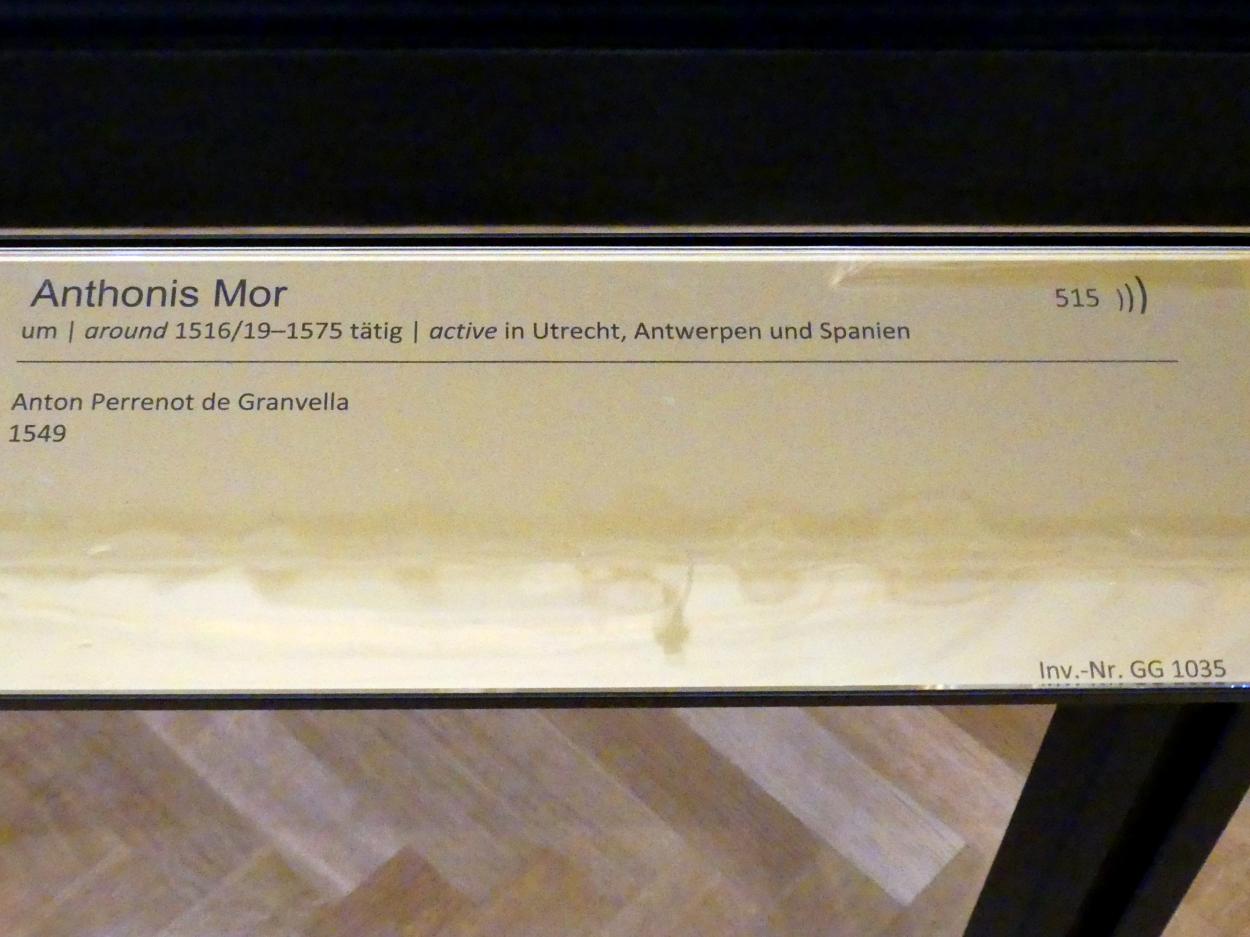 Anthonis Mor
515
um | around 1516/19–1575 tätig | active in Utrecht, Antwerpen und Spanien
Anton Perrenot de Granvella
1549
Inv.-Nr. GG 1035